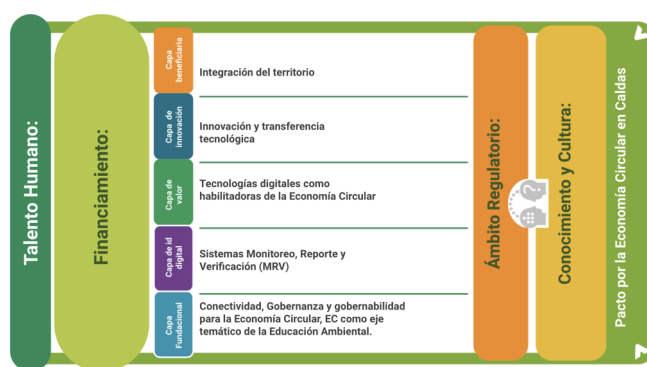 Talento Humano:
Financiamiento:
Capa
beneficiaria
Integración del territorio
Capa de
innovación
Innovación y transferencia
tecnológica
Capa de
valor
Tecnologías digitales como
habilitadoras de la Economía Circular
Capa de id
digital
Sistemas Monitoreo, Reporte y
Verificación (MRV)
Capa
Fundacional
Conectividad, Gobernanza y gobernabilidad
para la Economía Circular, EC como eje
temático de la Educación Ambiental.
Ámbito Regulatorio:
Conocimiento y Cultura:
Pacto por la Economía Circular en Caldas